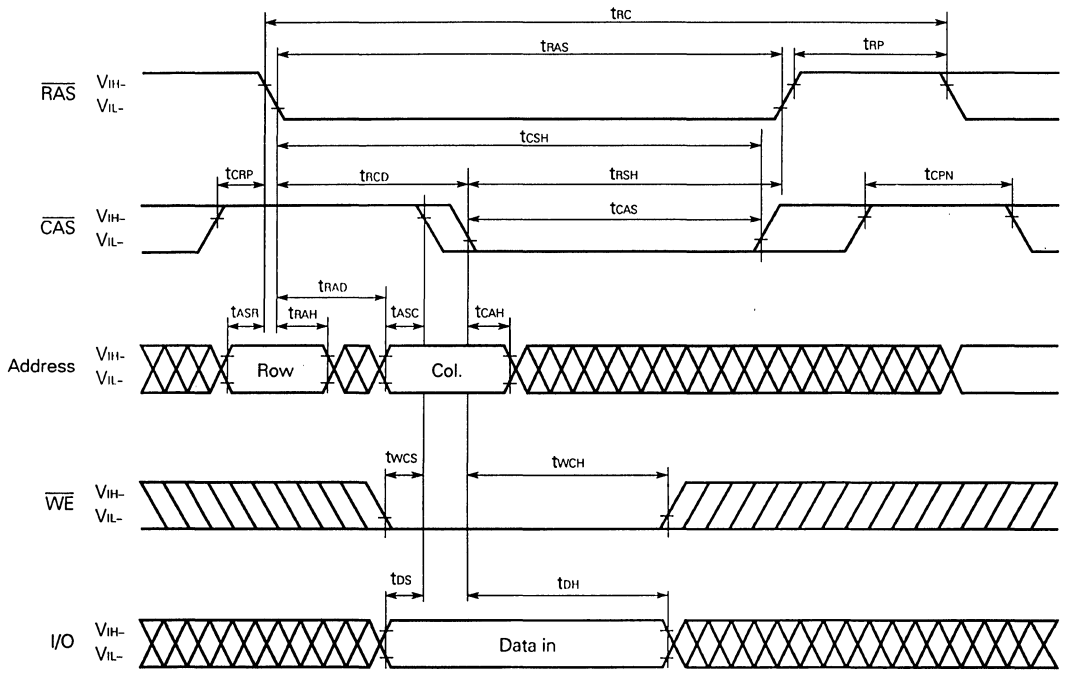 tRC
tRAS
tRP
RAS
VIH–
VIL–
tCSH
tCRP
tRCD
tRSH
tCPN
CAS
VIH–
VIL–
tCAS
tRAD
tASR
tRAH
tASC
tCAH
Address
VIH–
VIL–
Row
Col.
tWCS
tWCH
WE
VIH–
VIL–
tDS
tDH
I/O
VIH–
VIL–
Data in